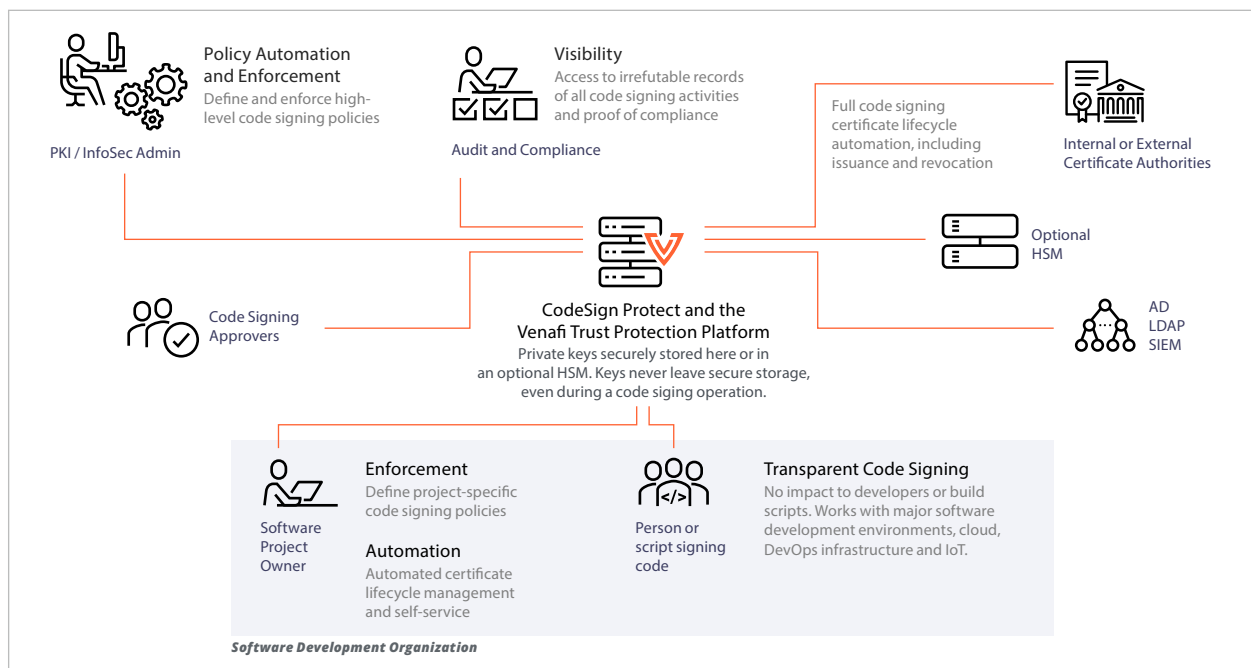 Policy Automation
and Enforcement
Define and enforce high-
level code signing policies
PKI / InfoSec Admin
Visibility
Access to irrefutable records
of all code signing activities
and proof of compliance
Audit and Compliance
Full code signing
certificate lifecycle
automation, including
issuance and revocation
Internal or External
Certificate Authorities
Optional
HSM
Code Signing
Approvers
CodeSign Protect and the
Venafi Trust Protection Platform
Private keys securely stored here or in
an optional HSM. Keys never leave secure storage,
even during a code siging operation.
AD
LDAP
SIEM
Software
Project
Owner
Enforcement
Define project-specific
code signing policies
Automation
Automated certificate
lifecycle management
and self-service
</>
Person or
script signing
code
Transparent Code Signing
No impact to developers or build
scripts. Works with major software
development environments, cloud,
DevOps infrastructure and IoT.
Software Development Organization